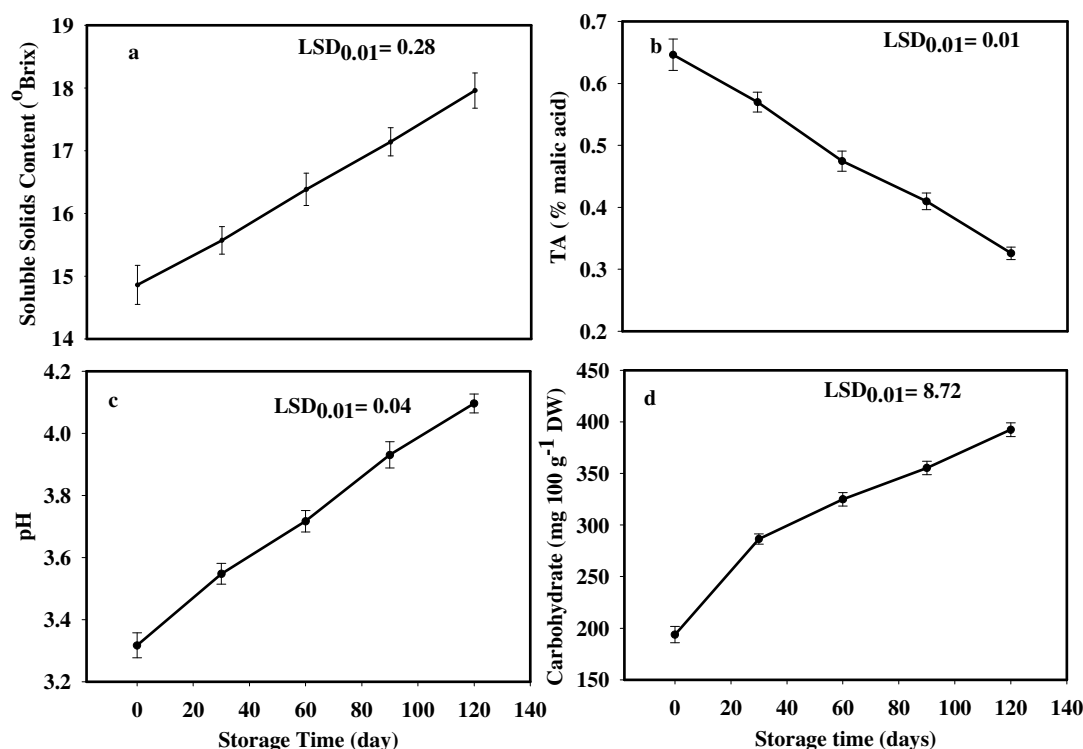 a
LSD0.01= 0.28
Soluble Solids Content (oBrix)
19
18
17
16
15
14
b
LSD0.01= 0.01
TA (% malic acid)
0.7
0.6
0.5
0.4
0.3
0.2
c
LSD0.01= 0.04
pH
4.2
4.0
3.8
3.6
3.4
3.2
0 20 40 60 80 100 120 140
Storage Time (day)
d
LSD0.01= 8.72
Carbohydrate (mg 100 g-1 DW)
450
400
350
300
250
200
150
0 20 40 60 80 100 120 140
Storage time (days)